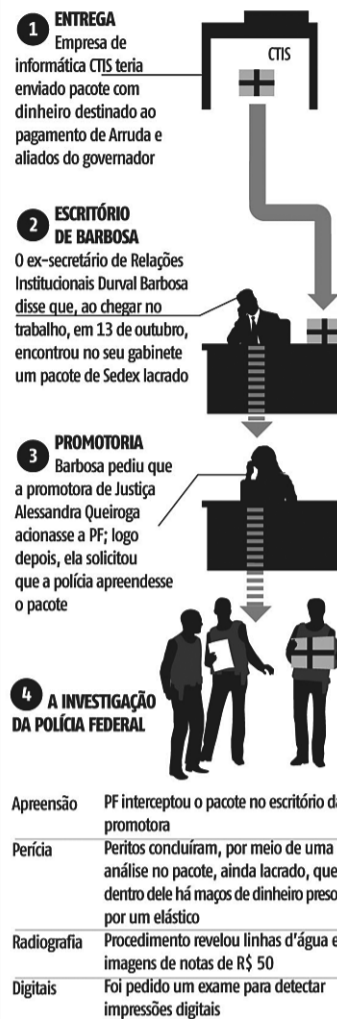 1 ENTREGA
Empresa de
informática CTIS teria
enviado pacote com
dinheiro destinado ao
pagamento de Arruda e
aliados do governador
CTIS
2 ESCRITÓRIO
DE BARBOSA
O ex-secretário de Relações
Institucionais Durval Barbosa
disse que, ao chegar no
trabalho, em 13 de outubro,
encontrou no seu gabinete
um pacote de Sedex lacrado
3 PROMOTORIA
Barbosa pediu que
a promotora de Justiça
Alessandra Queiroga
acionasse a PF; logo
depois, ela solicitou
que a polícia apreendesse
o pacote
4 A INVESTIGAÇÃO
DA POLÍCIA FEDERAL
Apreensão PF interceptou o pacote no escritório da
promotora
Perícia Peritos concluíram, por meio de uma
análise no pacote, ainda lacrado, que
dentro dele há maços de dinheiro preso
por um elástico
Radiografia Procedimento revelou linhas d'água e
imagens de notas de R$ 50
Digitais Foi pedido um exame para detectar
impressões digitais